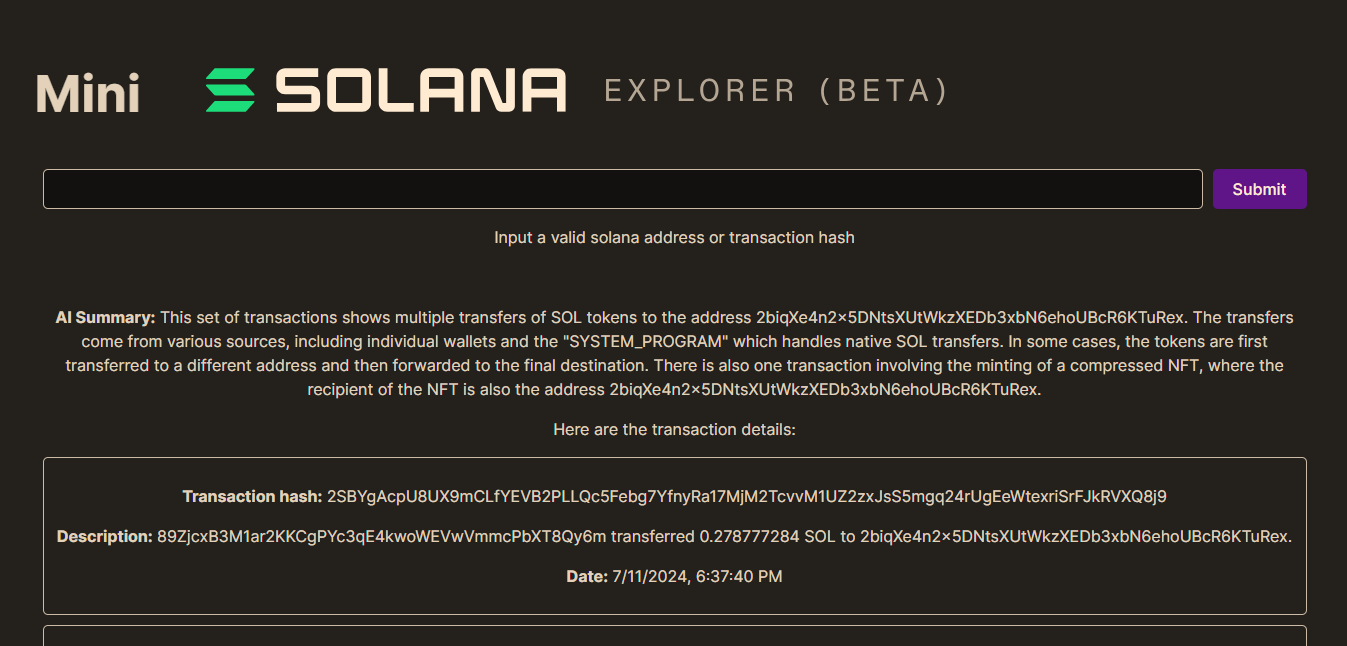 Mini SOLANA EXPLORER (BETA)
Submit
Input a valid solana address or transaction hash
AI Summary: This set of transactions shows multiple transfers of SOL tokens to the address 2biqXe4n2×5DNtsXUtWkzXEDb3xbN6ehoUBcR6KTuRex. The transfers
come from various sources, including individual wallets and the "SYSTEM_PROGRAM" which handles native SOL transfers. In some cases, the tokens are first
transferred to a different address and then forwarded to the final destination. There is also one transaction involving the minting of a compressed NFT, where the
recipient of the NFT is also the address 2biqXe4n2×5DNtsXUtWkzXEDb3xbN6ehoUBcR6KTuRex.
Here are the transaction details:
Transaction hash: 2SBYgAcpU8UX9mCLfYEVB2PLLQc5Febg7YfnyRa17MjM2TcvvM1UZ2zxJsS5mgq24rUgEeWtexriSrFJkRVXQ8j9
Description: 89ZjcxB3M1ar2KKCgPYc3qE4kwoWEVwVmmcPbXT8Qy6m transferred 0.278777284 SOL to 2biqXe4n2×5DNtsXUtWkzXEDb3xbN6ehoUBcR6KTuRex.
Date: 7/11/2024, 6:37:40 PM